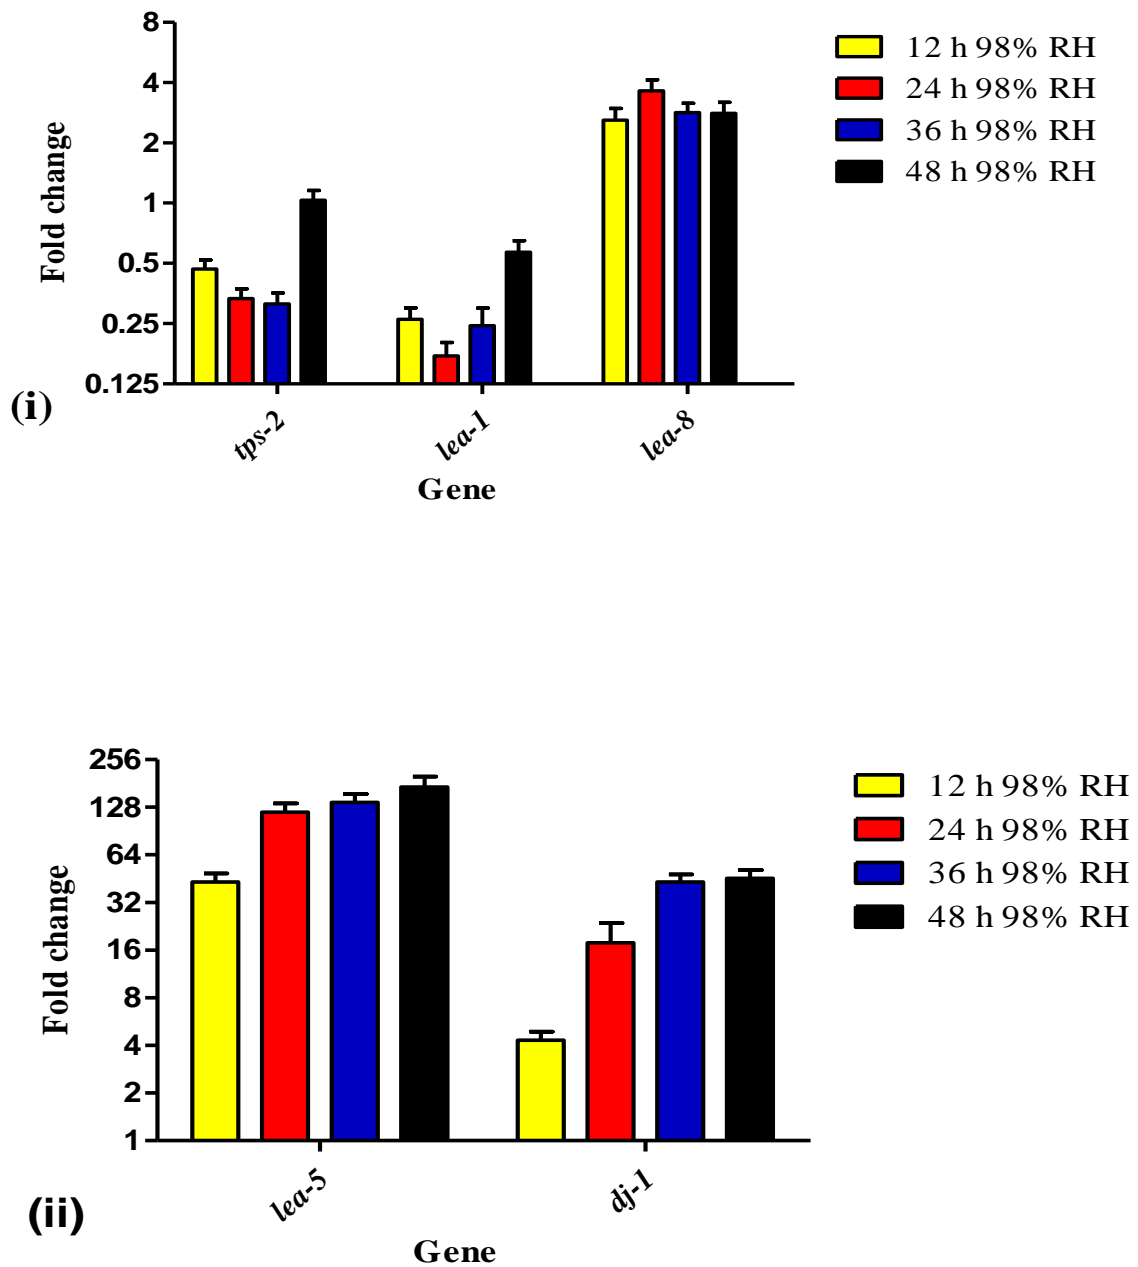 8
4
2
1
0.5
0.25
0.125
Fold change
tps-2
lea-1
lea-8
Gene
12 h 98% RH
24 h 98% RH
36 h 98% RH
48 h 98% RH
(i)
256
128
64
32
16
8
4
2
1
Fold change
lea-5
dj-1
Gene
12 h 98% RH
24 h 98% RH
36 h 98% RH
48 h 98% RH
(ii)